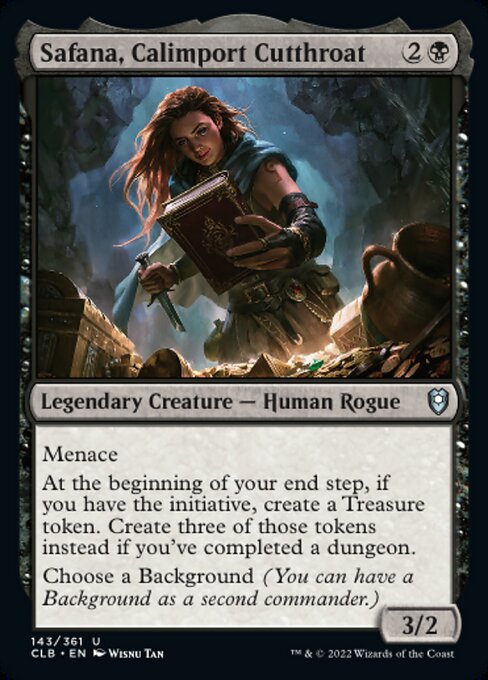 Safana, Calimport Cutthroat 2
Legendary Creature — Human Rogue
Menace
At the beginning of your end step, if
you have the initiative, create a Treasure
token. Create three of those tokens
instead if you've completed a dungeon.
Choose a Background (You can have a
Background as a second commander.)
3/2
143/361 U
CLB • EN Wisnu Tan
™ & © 2022 Wizards of the Coast